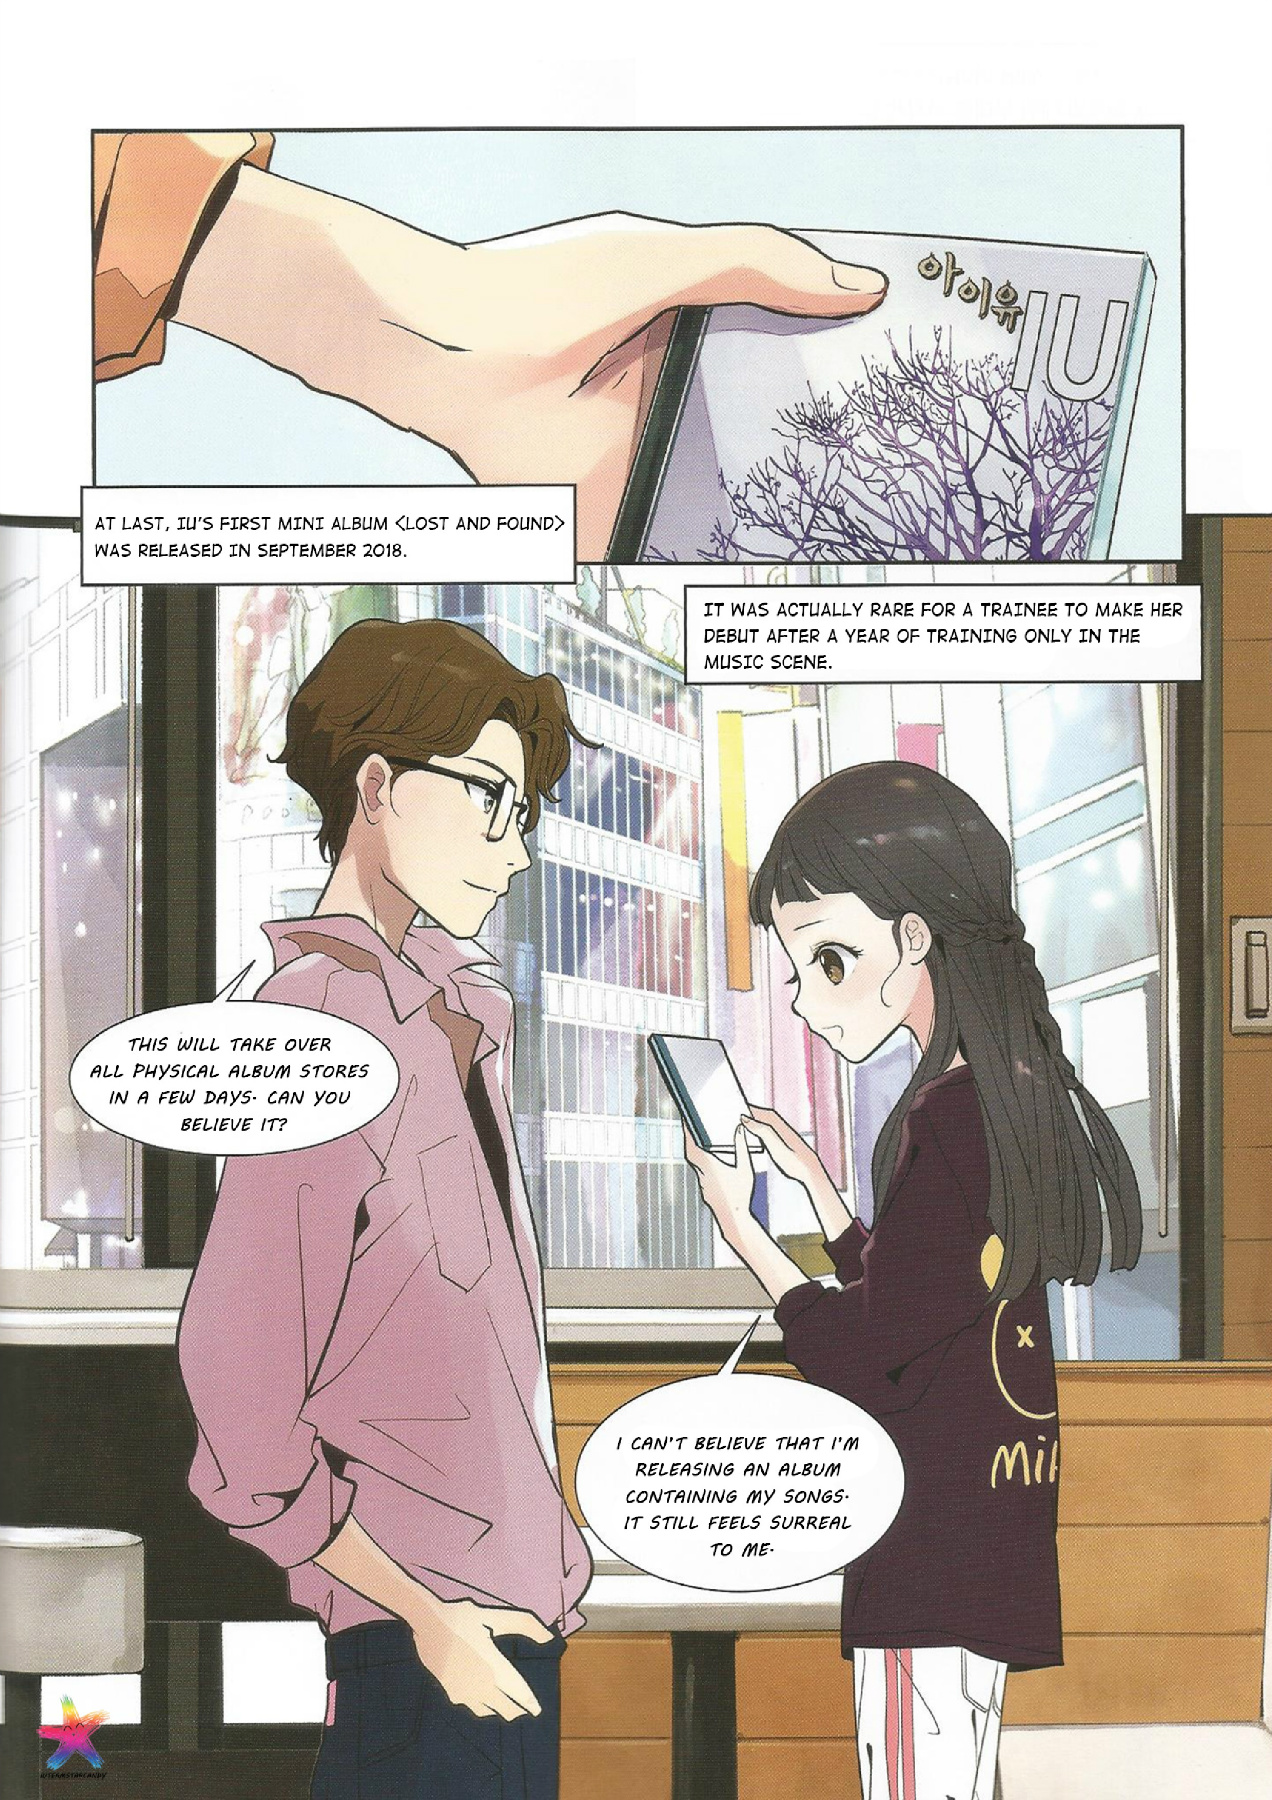 아이유 IU
AT LAST, IU'S FIRST MINI ALBUM <LOST AND FOUND>
WAS RELEASED IN SEPTEMBER 2018.
IT WAS ACTUALLY RARE FOR A TRAINEE TO MAKE HER
DEBUT AFTER A YEAR OF TRAINING ONLY IN THE
MUSIC SCENE.
THIS WILL TAKE OVER
ALL PHYSICAL ALBUM STORES
IN A FEW DAYS. CAN YOU
BELIEVE IT?
I CAN'T BELIEVE THAT I'M
RELEASING AN ALBUM
CONTAINING MY SONGS.
IT STILL FEELS SURREAL
TO ME.
x
Mil